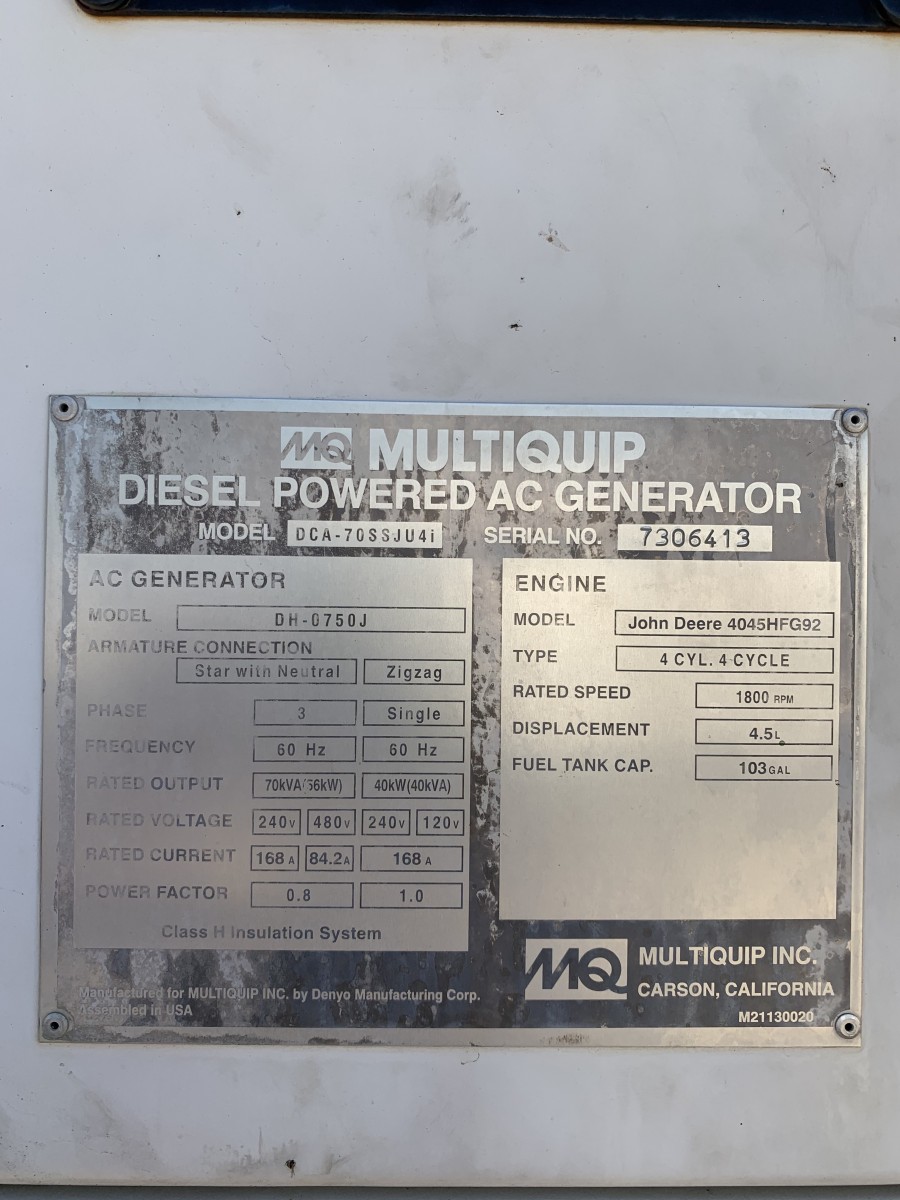 MQ MULTIQUIP
DIESEL POWERED AC GENERATOR
MODEL DCA-70SSJU4i SERIAL NO. 7306413
AC GENERATOR
MODEL DH-0750J
ARMATURE CONNECTION
Star with Neutral Zigzag
PHASE 3 Single
FREQUENCY 60 Hz 60 Hz
RATED OUTPUT 70kVA(56kW) 40kW(40kVA)
RATED VOLTAGE 240V 480V 240V 120V
RATED CURRENT 168 A 84.2A 168 A
POWER FACTOR 0.8 1.0
Class H Insulation System
Manufactured for MULTIQUIP INC. by Denyo Manufacturing Corp.
Assembled in USA
ENGINE
MODEL John Deere 4045HFG92
TYPE 4 CYL. 4 CYCLE
RATED SPEED 1800 RPM
DISPLACEMENT 4.5L
FUEL TANK CAP. 103GAL
MQ MULTIQUIP INC.
CARSON, CALIFORNIA
M21130020